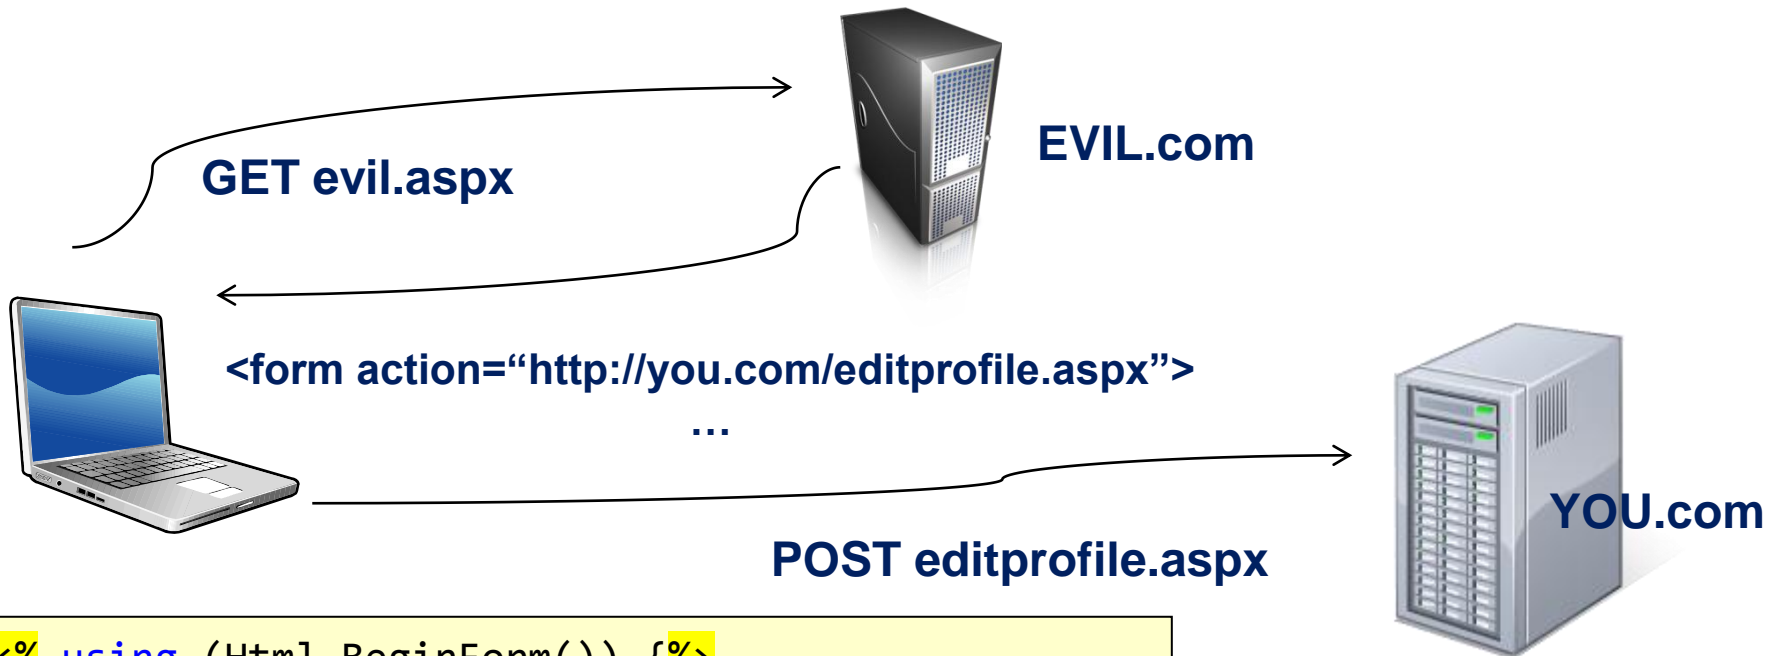 EVIL.com
GET evil.aspx
<form action=“http://you.com/editprofile.aspx”>
…
YOU.com
POST editprofile.aspx
<% using (Html.BeginForm()) {%>